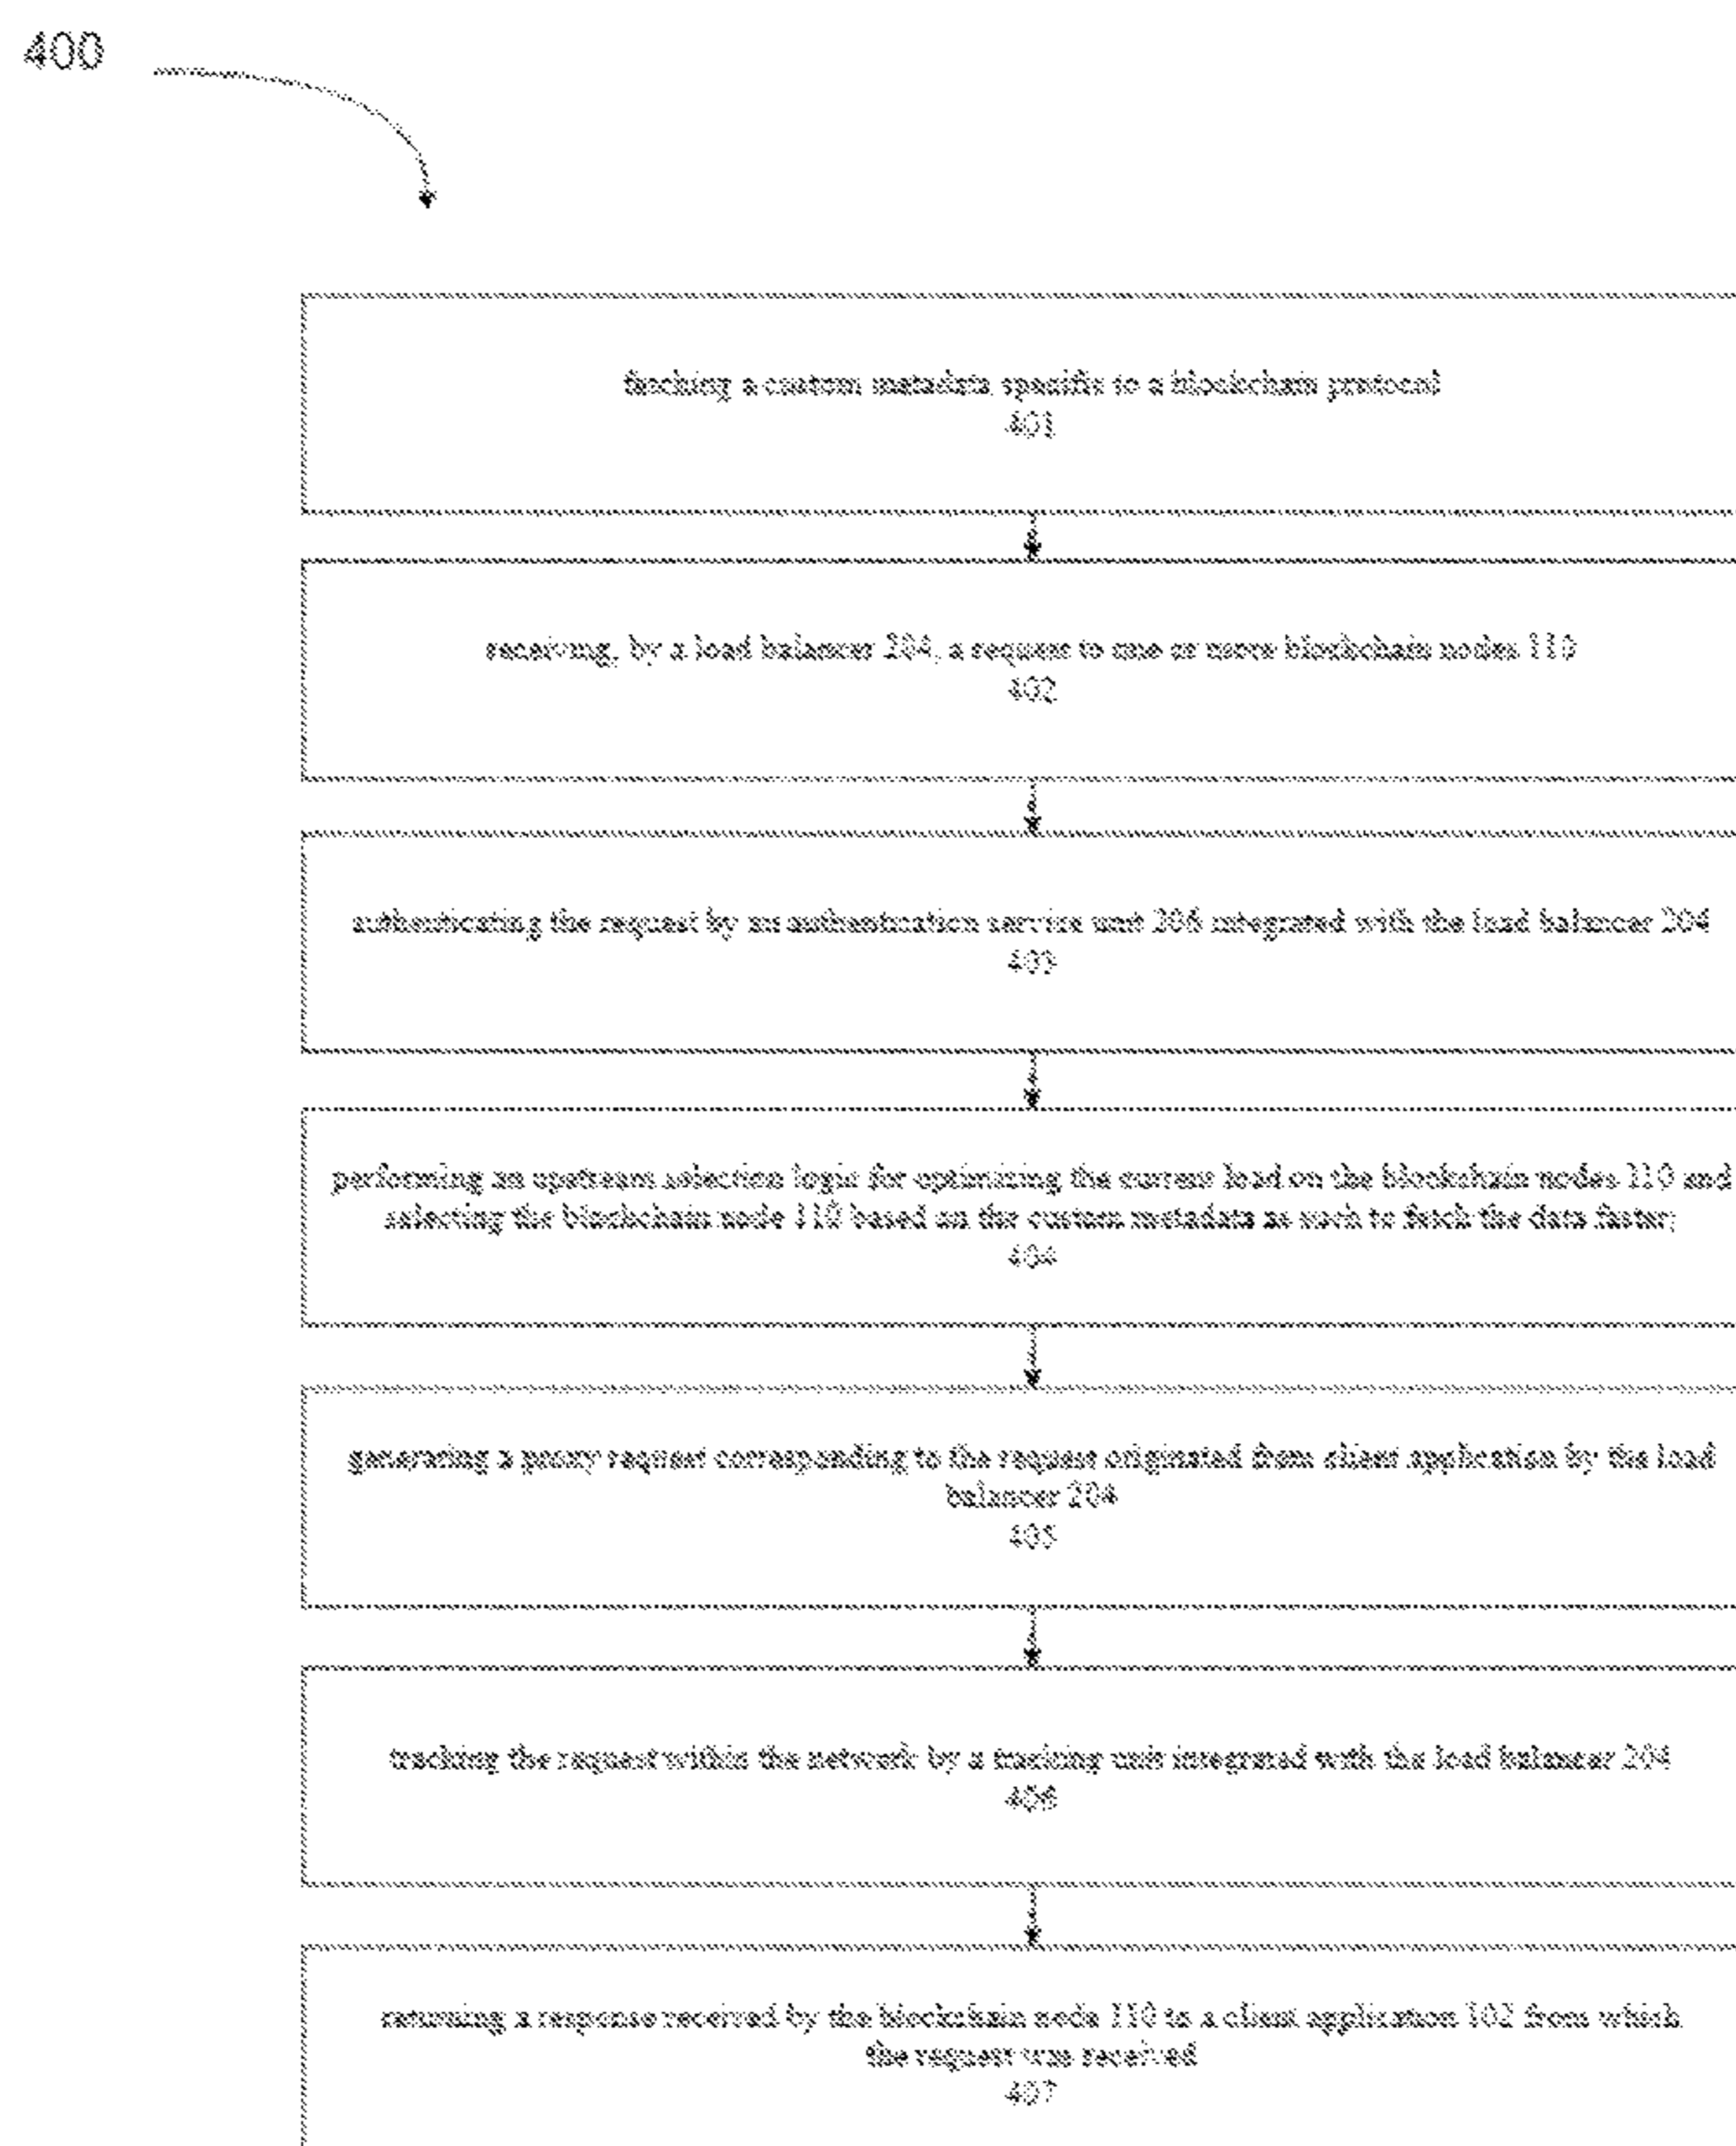 400
fetching a custom metadata specific to a blockchain protocol
401
receiving, by a load balancer 204, a request to one or more blockchain nodes 110
402
authenticating the request by an authentication service unit 206 integrated with the load balancer 204
403
performing an upstream selection logic for optimizing the current load on the blockchain nodes 110 and
selecting the blockchain node 110 based on the custom metadata as such to fetch the data faster;
404
generating a proxy request corresponding to the request originated from client application by the load
balancer 204
405
tracking the request within the network by a tracking unit integrated with the load balancer 204
406
returning a response received by the blockchain node 110 to a client application 102 from which
the request was received
407